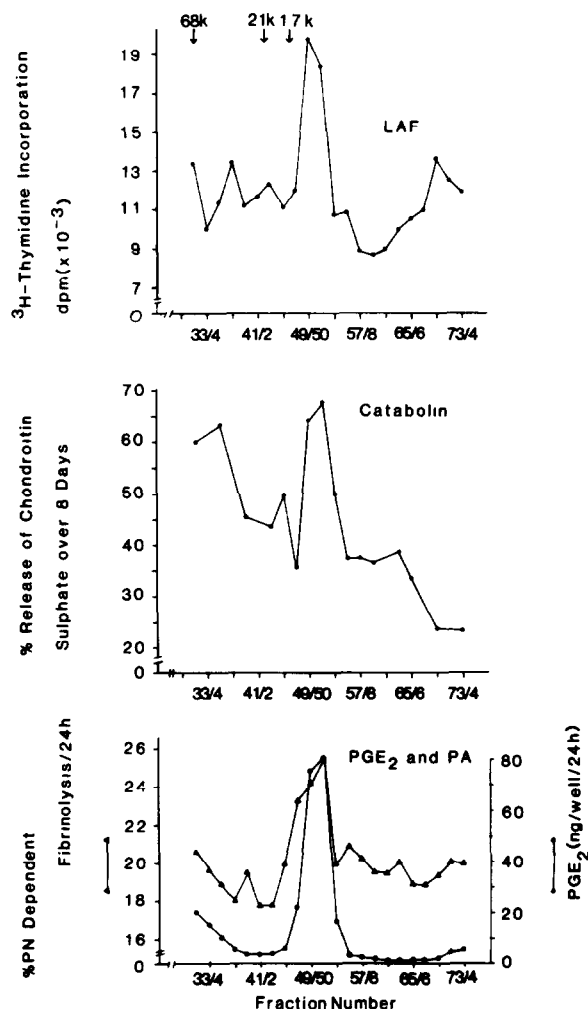 68k 21k 17k
19
17
15
13
11
9
7
0
LAF
³H-Thymidine Incorporation
dpm(x 10⁻³)
33/4 41/2 49/50 57/8 65/6 73/4
70
60
50
40
30
20
0
Catabolin
% Release of Chondroitin
Sulphate over 8 Days
33/4 41/2 49/50 57/8 65/6 73/4
26
24
22
20
18
16
0
PGE₂ and PA
80
60
40
20
0
%PN Dependent
Fibrinolysis/24h
PGE₂(ng/well/24h)
33/4 41/2 49/50 57/8 65/6 73/4
Fraction Number